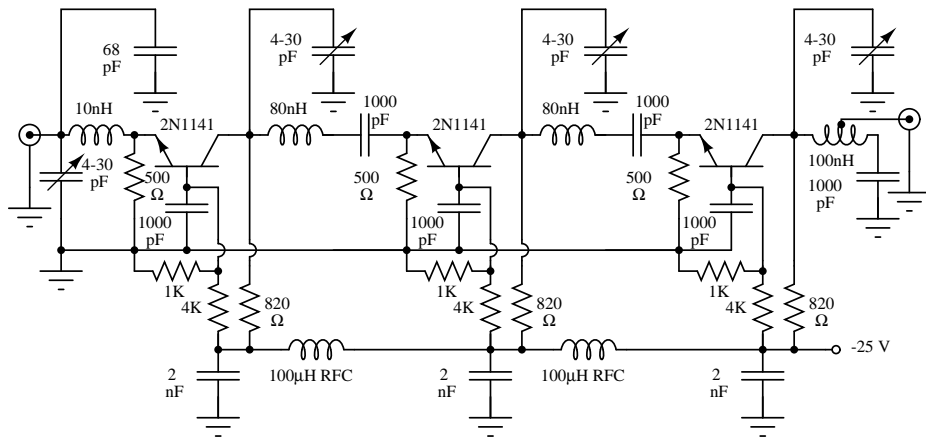 68
pF
4-30
pF
4-30
pF
4-30
pF
10nH
2N1141
80nH
1000
pF
2N1141
80nH
1000
pF
2N1141
100nH
4-30
pF
500
Ω
1000
pF
500
Ω
1000
pF
500
Ω
1000
pF
1000
pF
1K
4K
820
Ω
1K
4K
820
Ω
1K
4K
820
Ω
100μH RFC
100μH RFC
-25 V
2
nF
2
nF
2
nF